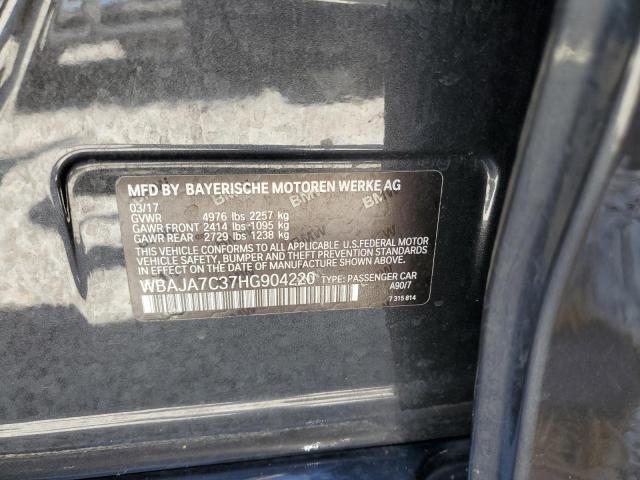 MFD BY BAYERISCHE MOTOREN WERKE AG
03/17
GVWR 4976 lbs 2257 kg
GAWR FRONT 2414 lbs 1095 kg
GAWR REAR 2729 lbs 1238 kg
THIS VEHICLE CONFORMS TO ALL APPLICABLE U.S.FEDERAL MOTOR
VEHICLE SAFETY, BUMPER AND THEFT PREVENTION STANDARDS
IN EFFECT ON THE DATE OF MANUFACTURE SHOWN ABOVE.
WBAJA7C37HG904220 TYPE: PASSENGER CAR
A90/7
7 315 814